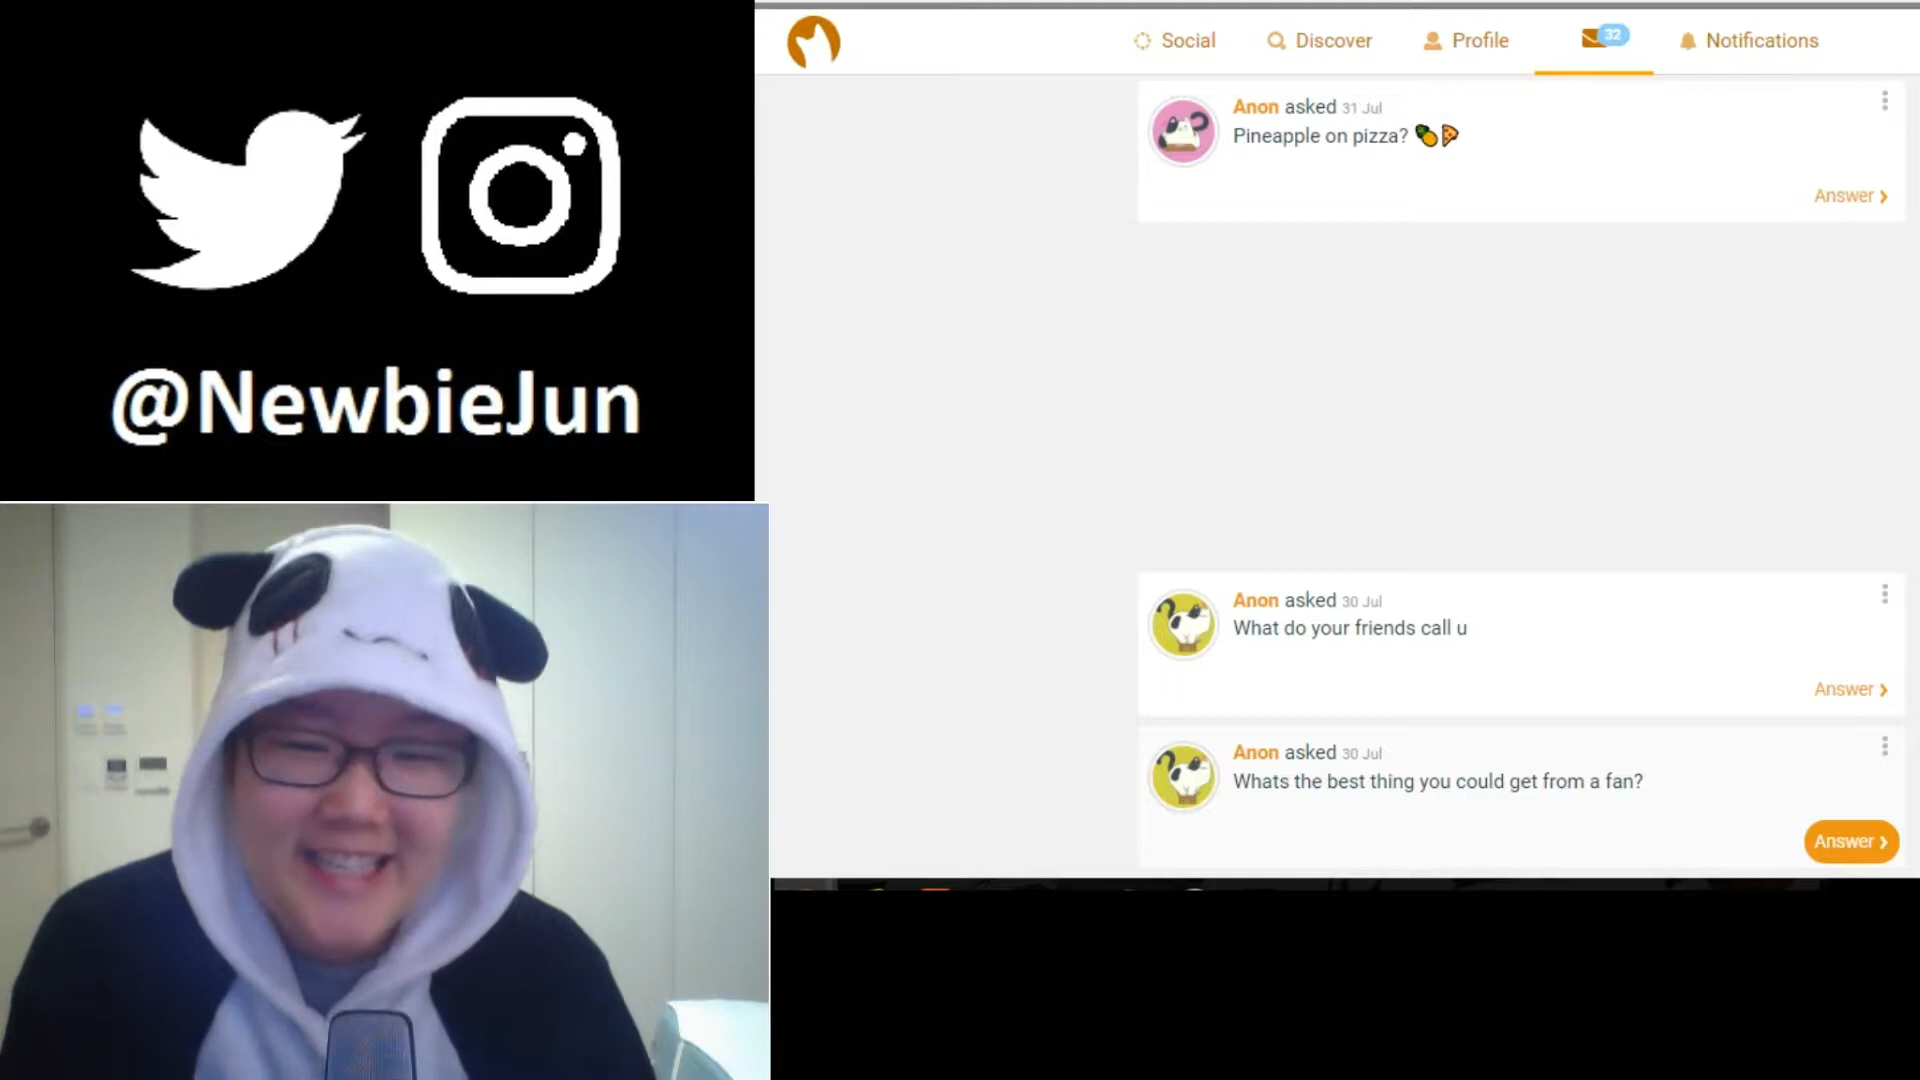 @NewbieJun
Social
Discover
Profile
32
Notifications
Anon asked 31 Jul
Pineapple on pizza? 🍍🍕
Answer
Anon asked 30 Jul
What do your friends call u
Answer
Anon asked 30 Jul
Whats the best thing you could get from a fan?
Answer